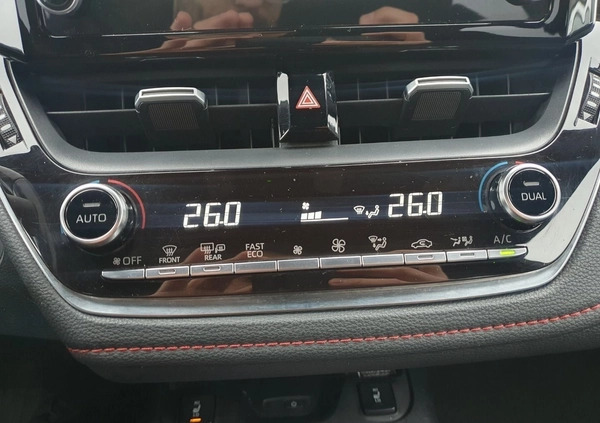 AUTO
26.0
26.0
DUAL
OFF
FRONT
REAR
FAST ECO
A/C